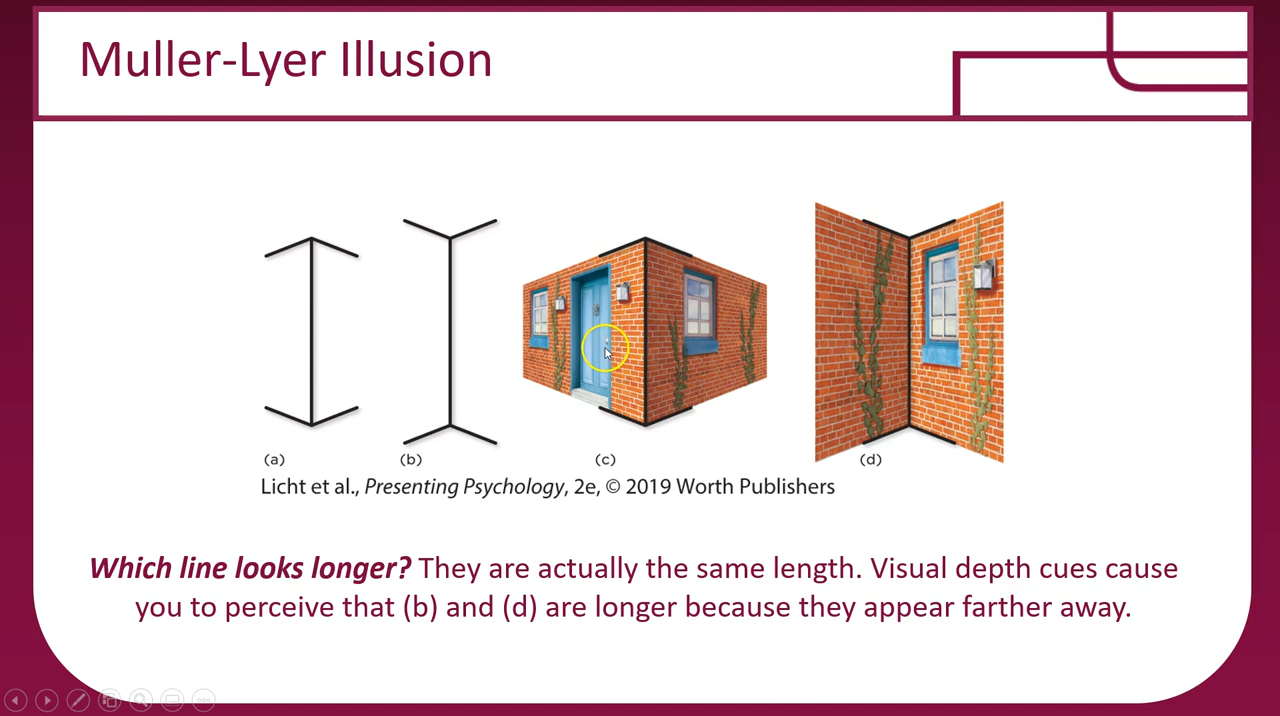 Muller-Lyer Illusion
(a)
(b)
(c)
(d)
Licht et al., Presenting Psychology, 2e, © 2019 Worth Publishers
Which line looks longer? They are actually the same length. Visual depth cues cause
you to perceive that (b) and (d) are longer because they appear farther away.